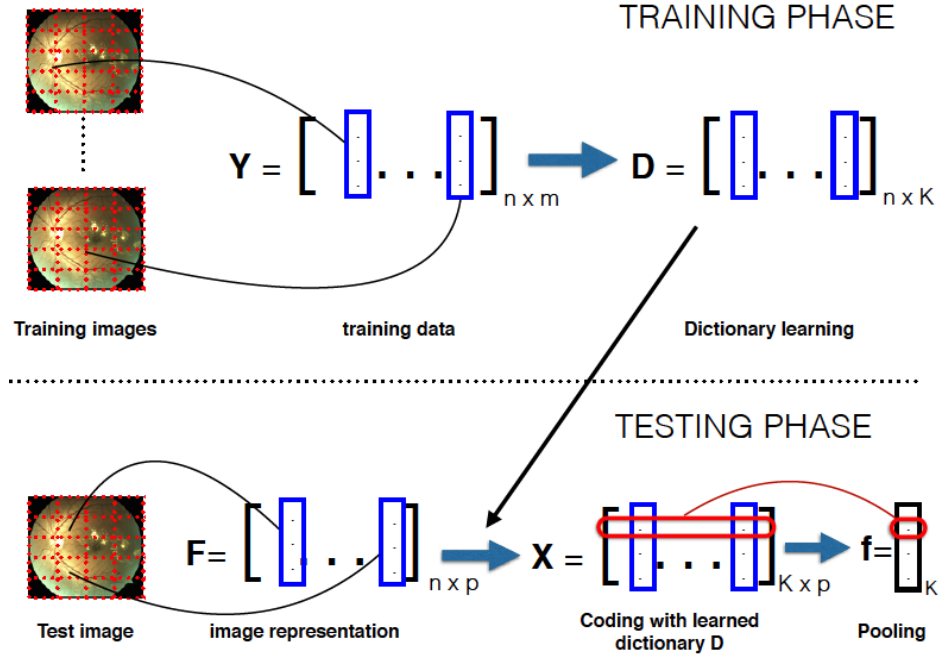 TRAINING PHASE
Y = [ . . . ] n x m
D = [ . . . ] n x K
Training images
training data
Dictionary learning
TESTING PHASE
F= [ . . . ] n x p
X = [ . . . ] K x p
f= K
Test image
image representation
Coding with learned
dictionary D
Pooling